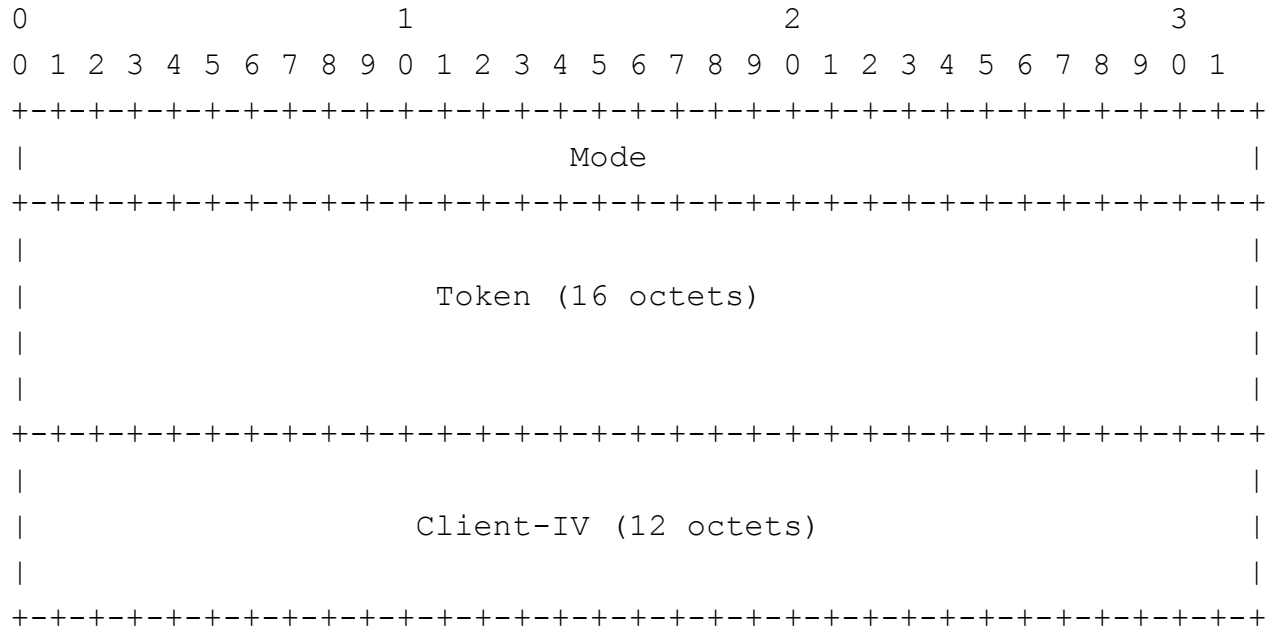 0                   1                   2                   3
0 1 2 3 4 5 6 7 8 9 0 1 2 3 4 5 6 7 8 9 0 1 2 3 4 5 6 7 8 9 0 1
+-+-+-+-+-+-+-+-+-+-+-+-+-+-+-+-+-+-+-+-+-+-+-+-+-+-+-+-+-+-+-+-+
|                            Mode                               |
+-+-+-+-+-+-+-+-+-+-+-+-+-+-+-+-+-+-+-+-+-+-+-+-+-+-+-+-+-+-+-+-+
|                                                               |
|                     Token (16 octets)                         |
|                                                               |
|                                                               |
+-+-+-+-+-+-+-+-+-+-+-+-+-+-+-+-+-+-+-+-+-+-+-+-+-+-+-+-+-+-+-+-+
|                                                               |
|                    Client-IV (12 octets)                      |
|                                                               |
+-+-+-+-+-+-+-+-+-+-+-+-+-+-+-+-+-+-+-+-+-+-+-+-+-+-+-+-+-+-+-+-+